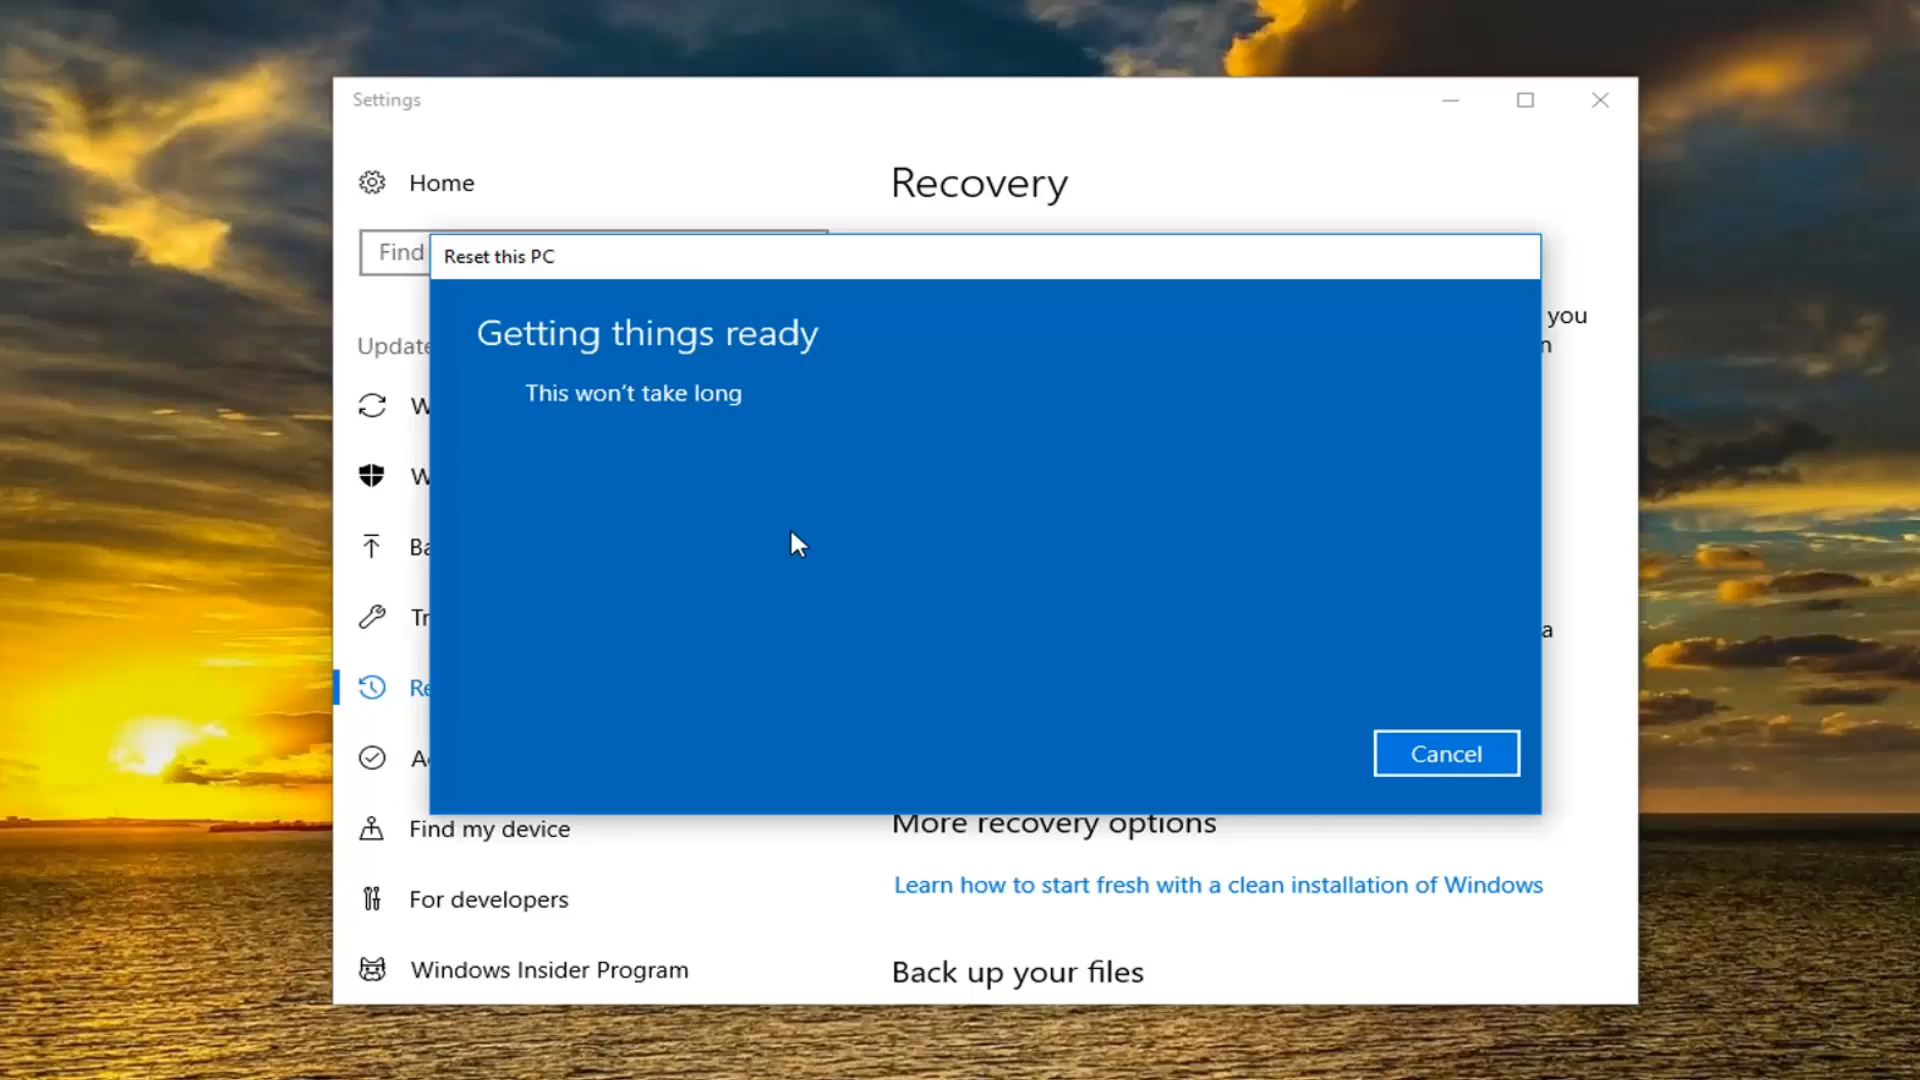 Settings
Home
Recovery
Find
Reset this PC
Getting things ready
you
Update
This won't take long
Cancel
More recovery options
Find my device
Learn how to start fresh with a clean installation of Windows
For developers
Windows Insider Program
Back up your files